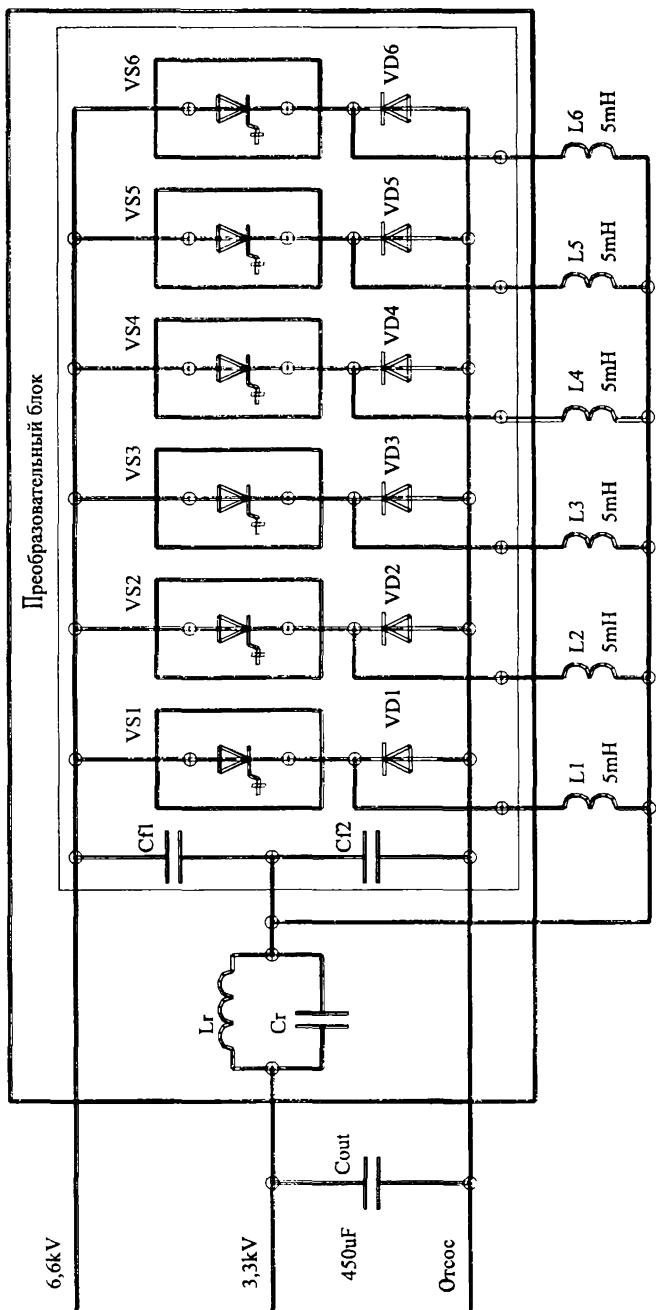 Преобразовательный блок
VS1
VS2
VS3
VS4
VS5
VS6
Cf1
Cf2
VD1
VD2
VD3
VD4
VD5
VD6
Lr
Cr
6,6kV
3,3kV
Cout
450uF
Отсос
L1
5mH
L2
5mH
L3
5mH
L4
5mH
L5
5mH
L6
5mH